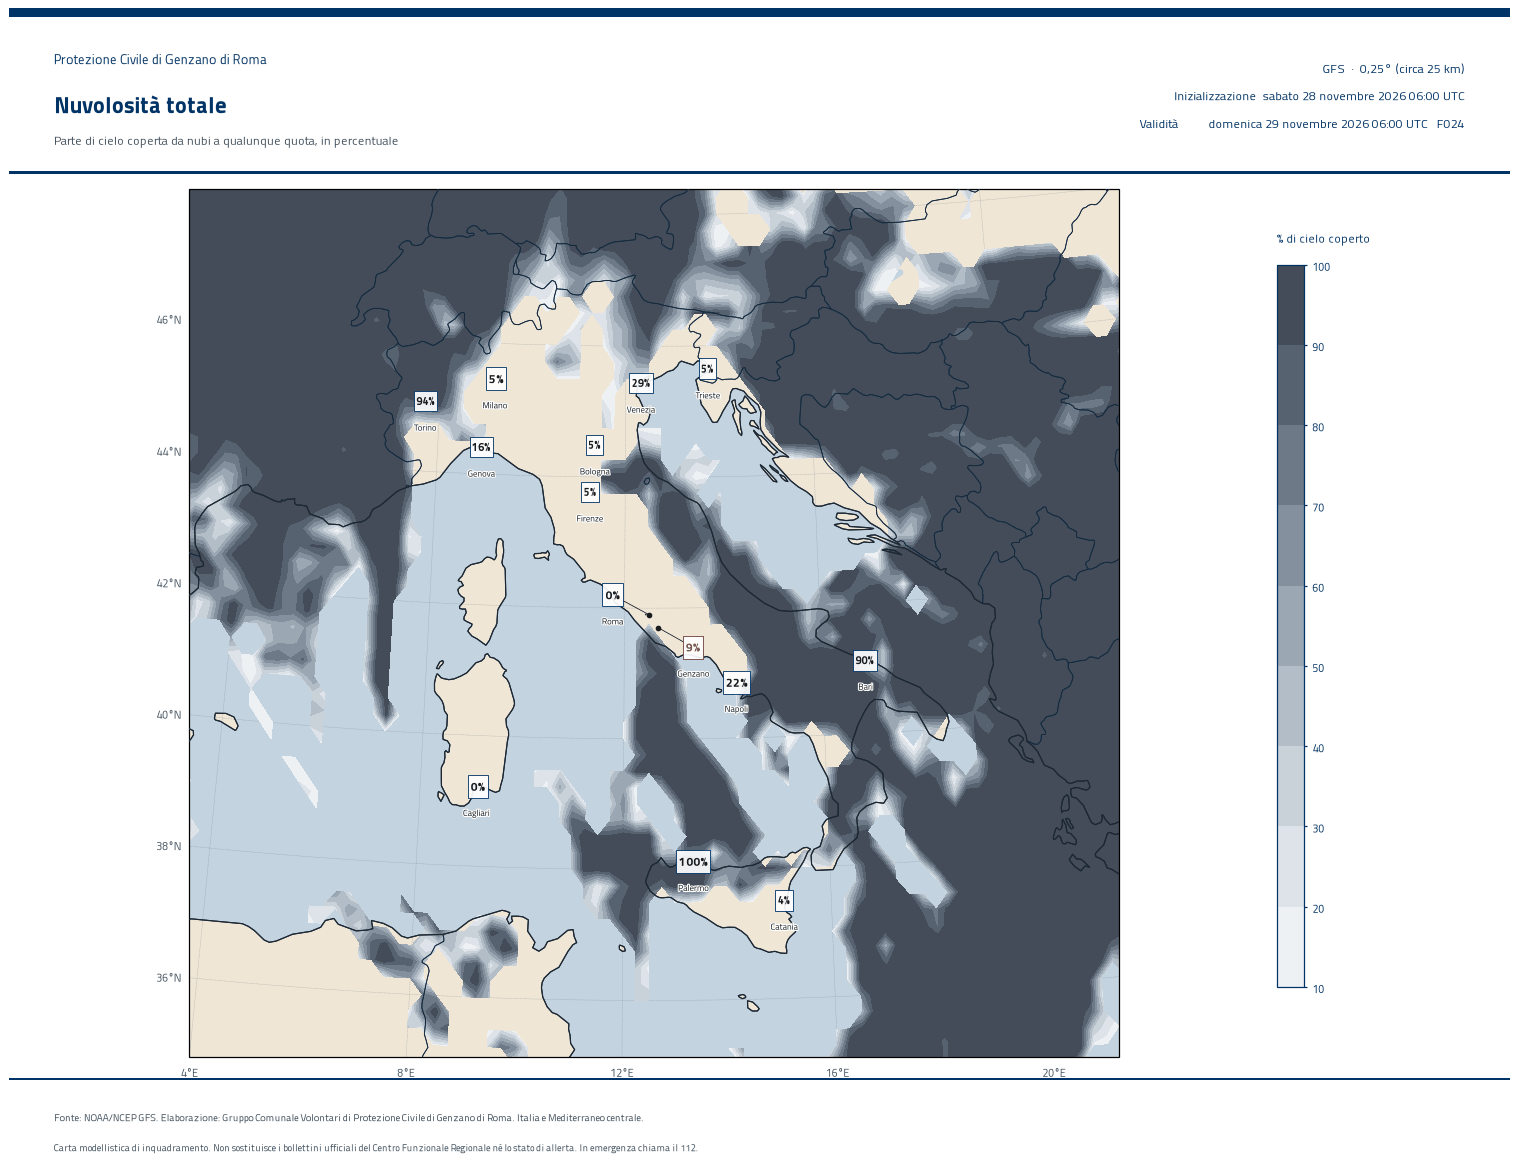 Protezione Civile di Genzano di Roma
Nuvolosità totale
Parte di cielo coperta da nubi a qualunque quota, in percentuale
GFS · 0,25° (circa 25 km)
Inizializzazione sabato 28 novembre 2026 06:00 UTC
Validità domenica 29 novembre 2026 06:00 UTC F024
% di cielo coperto
100
90
80
70
60
50
40
30
20
10
46°N
44°N
42°N
40°N
38°N
36°N
4°E
8°E
12°E
16°E
20°E
5%
Milano
94%
Torino
29%
Venezia
5%
Trieste
16%
Genova
5%
Bologna
5%
Firenze
0%
Roma
9%
Genzano
22%
Napoli
90%
Bari
0%
Cagliari
100%
Palermo
4%
Catania
Fonte: NOAA/NCEP GFS. Elaborazione: Gruppo Comunale Volontari di Protezione Civile di Genzano di Roma. Italia e Mediterraneo centrale.
Carta modellistica di inquadramento. Non sostituisce i bollettini ufficiali del Centro Funzionale Regionale né lo stato di allerta. In emergenza chiama il 112.